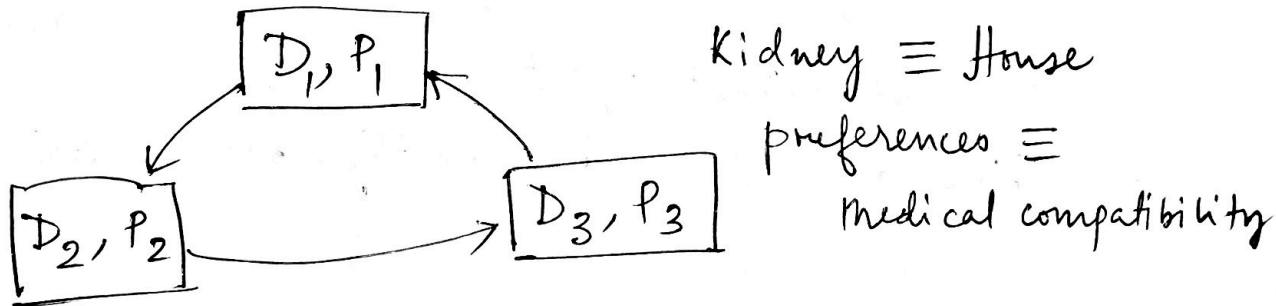 D₁, P₁
Kidney ≡ House
preferences ≡
medical compatibility
D₂, P₂
D₃, P₃